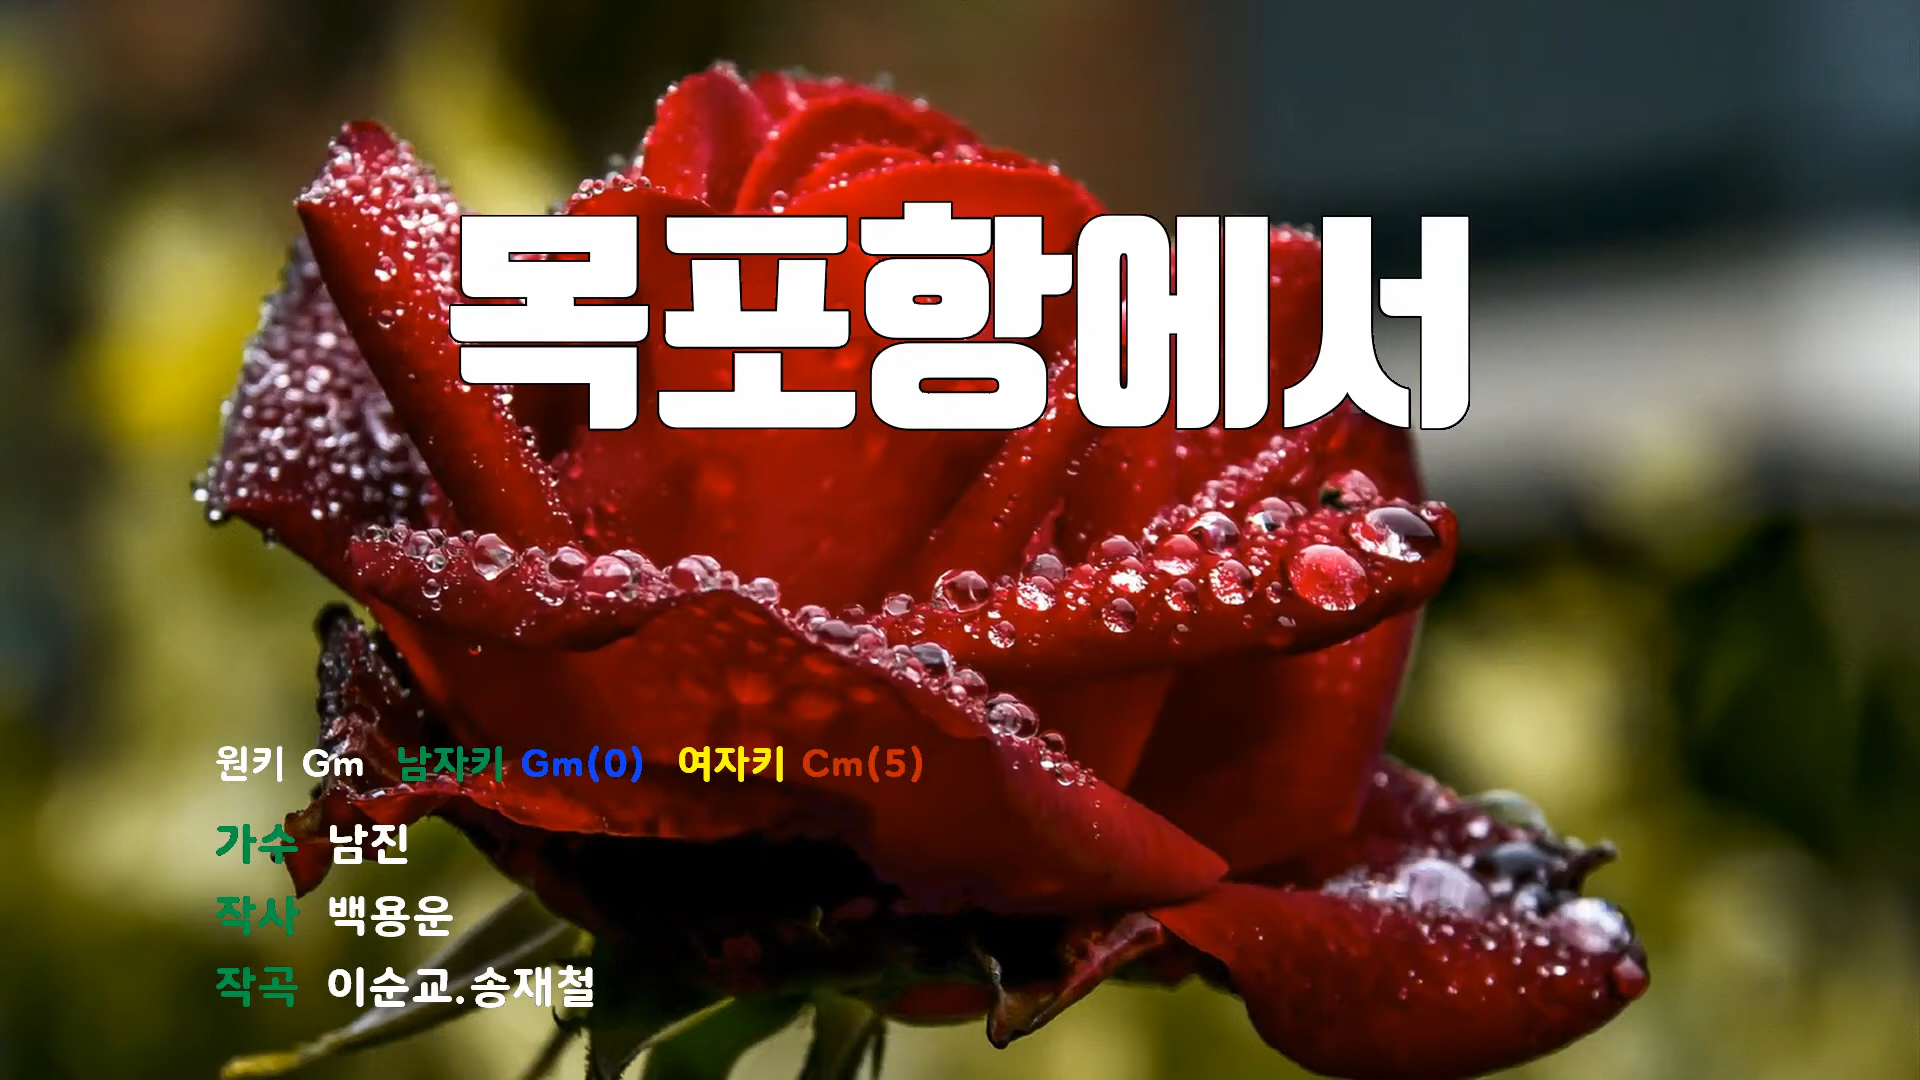 목포항에서
원키 Gm 남자키 Gm(0) 여자키 Cm(5)
가수 남진
작사 백용운
작곡 이순교.송재철